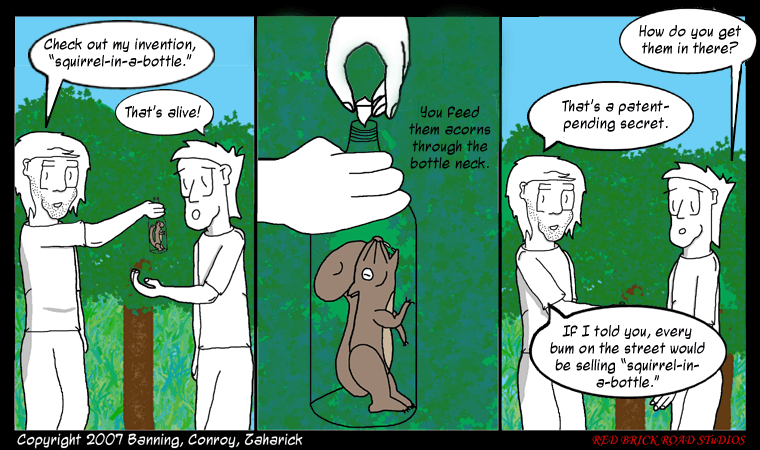 Check out my invention,
"squirrel-in-a-bottle."
That's alive!
You feed
them acorns
through the
bottle neck.
How do you get
them in there?
That's a patent-
pending secret.
If I told you, every
bum on the street would
be selling "squirrel-in-
a-bottle."
Copyright 2007 Banning, Conroy, Taharick
RED BRICK ROAD STuDIOS